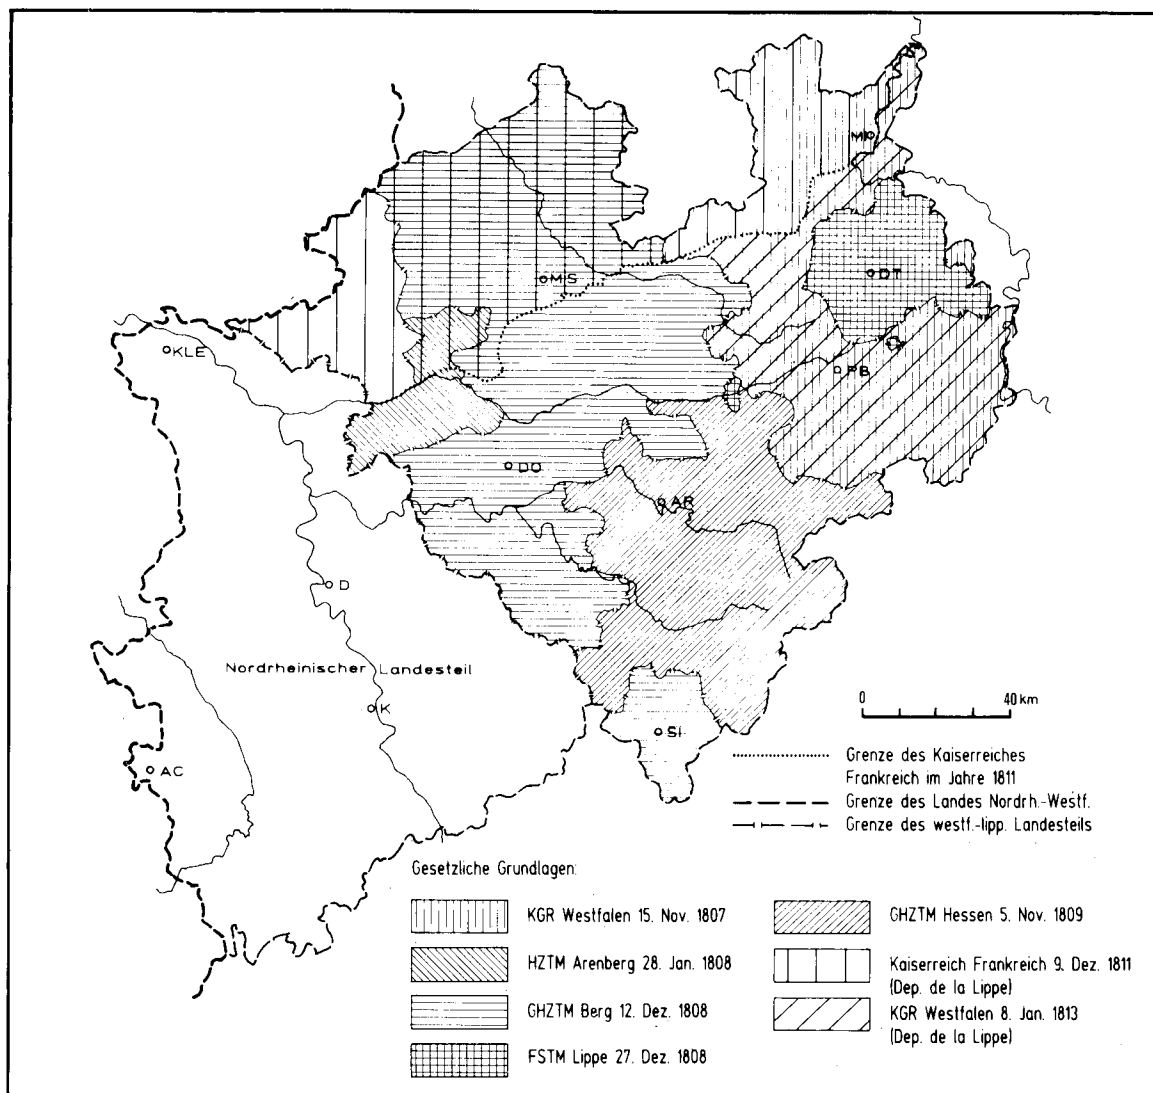 MI
DT
MS
PB
KLE
DO
AR
D
Nordrheinischer Landesteil
K
SI
AC
0 40 km
Grenze des Kaiserreiches
Frankreich im Jahre 1811
Grenze des Landes Nordrh.-Westf.
Grenze des westf.-lipp. Landesteils
Gesetzliche Grundlagen:
KGR Westfalen 15. Nov. 1807
HZTM Arenberg 28. Jan. 1808
GHZTM Berg 12. Dez. 1808
FSTM Lippe 27. Dez. 1808
GHZTM Hessen 5. Nov. 1809
Kaiserreich Frankreich 9. Dez. 1811
(Dep. de la Lippe)
KGR Westfalen 8. Jan. 1813
(Dep. de la Lippe)